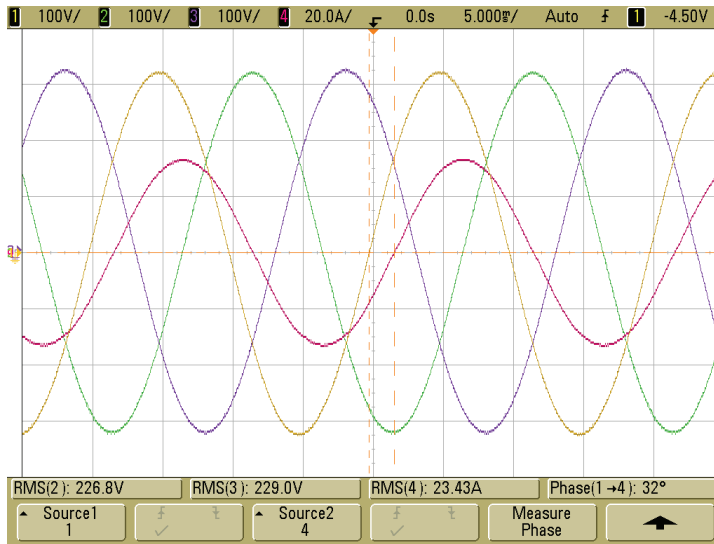 1 100V/ 2 100V/ 3 100V/ 4 20.0A/ 0.0s 5.000m/ Auto 1 -4.50V
RMS(2): 226.8V RMS(3): 229.0V RMS(4): 23.43A Phase(1→4): 32°
Source1 Source2 Measure
1 4 Phase